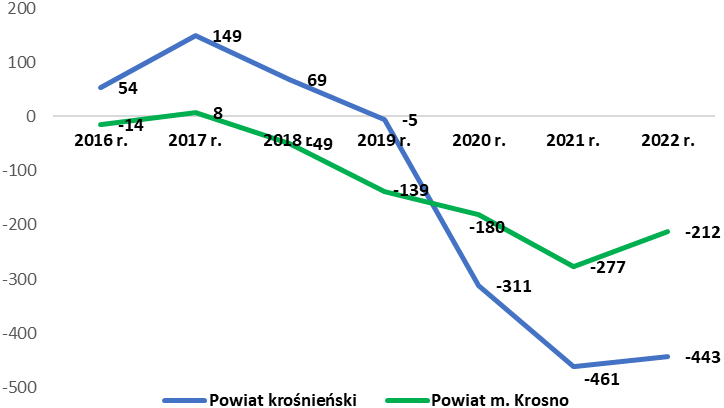 200
149
100
54
69
8
0
-14
-5
2016 r.
2017 r.
2018 r.
-49
2019 r.
2020 r.
2021 r.
2022 r.
-100
-139
-180
-200
-212
-277
-300
-311
-400
-443
-461
-500
Powiat krośnieński
Powiat m. Krosno